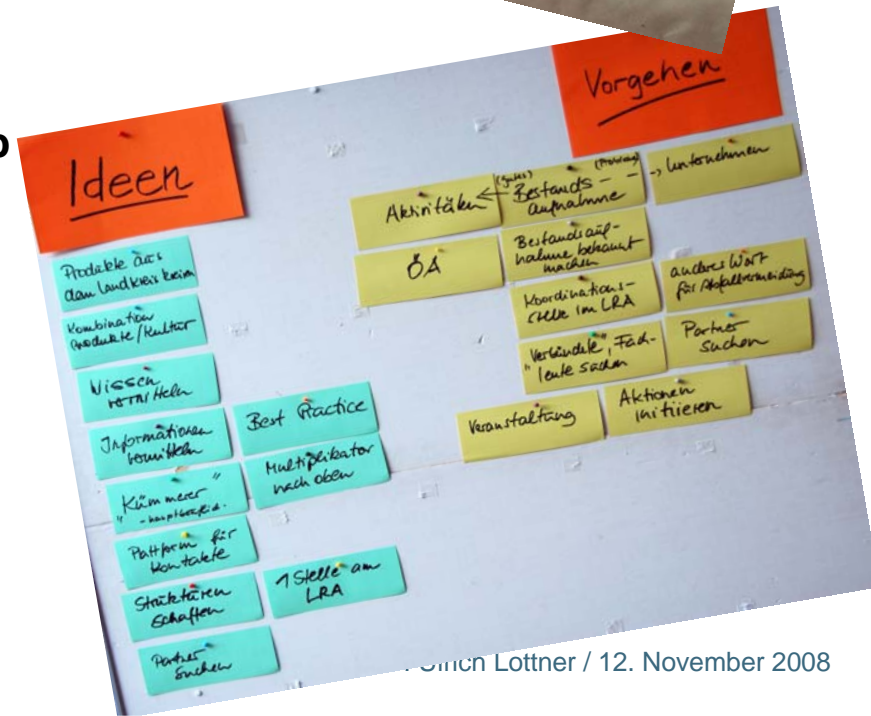 Ideen
Produkte aus
dem Landkreis
Kombination
Produkte/Kultur
Wissen
vermitteln
Informationen
vermitteln
"Kümmerer"
Plattform für
Kontakte
Strukturen
schaffen
Partner
suchen
Best Practice
Multiplikator
nach oben
1 Stelle am
LRA
Vorgehen
Aktivitäten
Bestands-
aufnahme
Unternehmen
ÖA
Bestandsauf-
nahme bekannt
machen
Koordinations-
stelle im LRA
anderes Wort
für Abfallvermeidung
"Verbündete", Fach-
leute suchen
Partner
suchen
Veranstaltung
Aktionen
initiieren
Ulrich Lottner / 12. November 2008